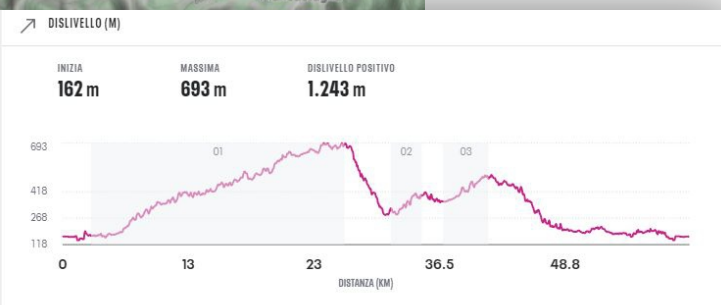 DISLIVELLO (M)
INIZIA MASSIMA DISLIVELLO POSITIVO
162 m 693 m 1.243 m
693
01 02 03
418
268
118
0 13 23 36.5 48.8
DISTANZA (KM)